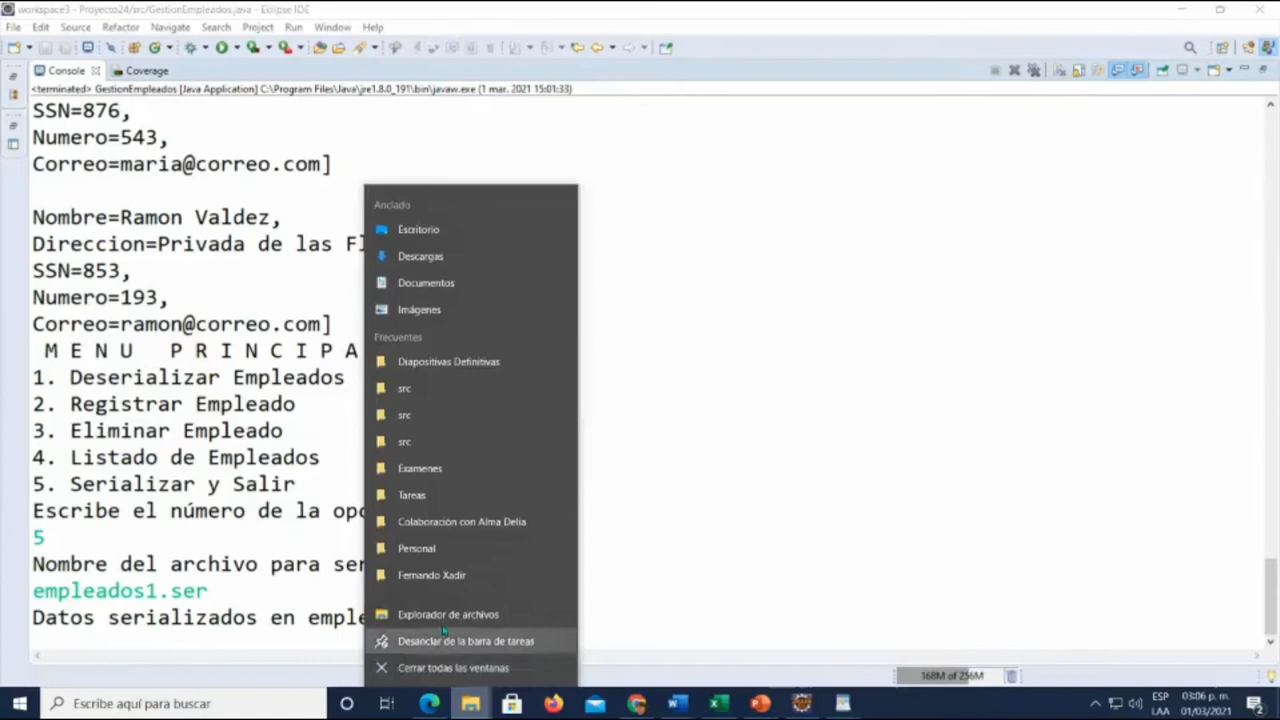 workspace3 - Proyecto24/src/GestionEmpleados.java - Eclipse IDE
File Edit Source Refactor Navigate Search Project Run Window Help
Console Coverage
<terminated> GestionEmpleados [Java Application] C:\Program Files\Java\jre1.8.0_191\bin\javaw.exe (1 mar. 2021 15:01:33)
SSN=876,
Numero=543,
Correo=maria@correo.com]
Nombre=Ramon Valdez,
Direccion=Privada de las Fl
SSN=853,
Numero=193,
Correo=ramon@correo.com]
M E N U P R I N C I P A
1. Deserializar Empleados
2. Registrar Empleado
3. Eliminar Empleado
4. Listado de Empleados
5. Serializar y Salir
Escribe el número de la opc
5
Nombre del archivo para ser
empleados1.ser
Datos serializados en emple
Anclado
Escritorio
Descargas
Documentos
Imágenes
Frecuentes
Diapositivas Definitivas
src
src
src
Examenes
Tareas
Colaboración con Alma Delia
Personal
Fernando Xadir
Explorador de archivos
Desanclar de la barra de tareas
Cerrar todas las ventanas
168M of 256M
Escribe aquí para buscar
ESP
LAA
03:06 p. m.
01/03/2021
2